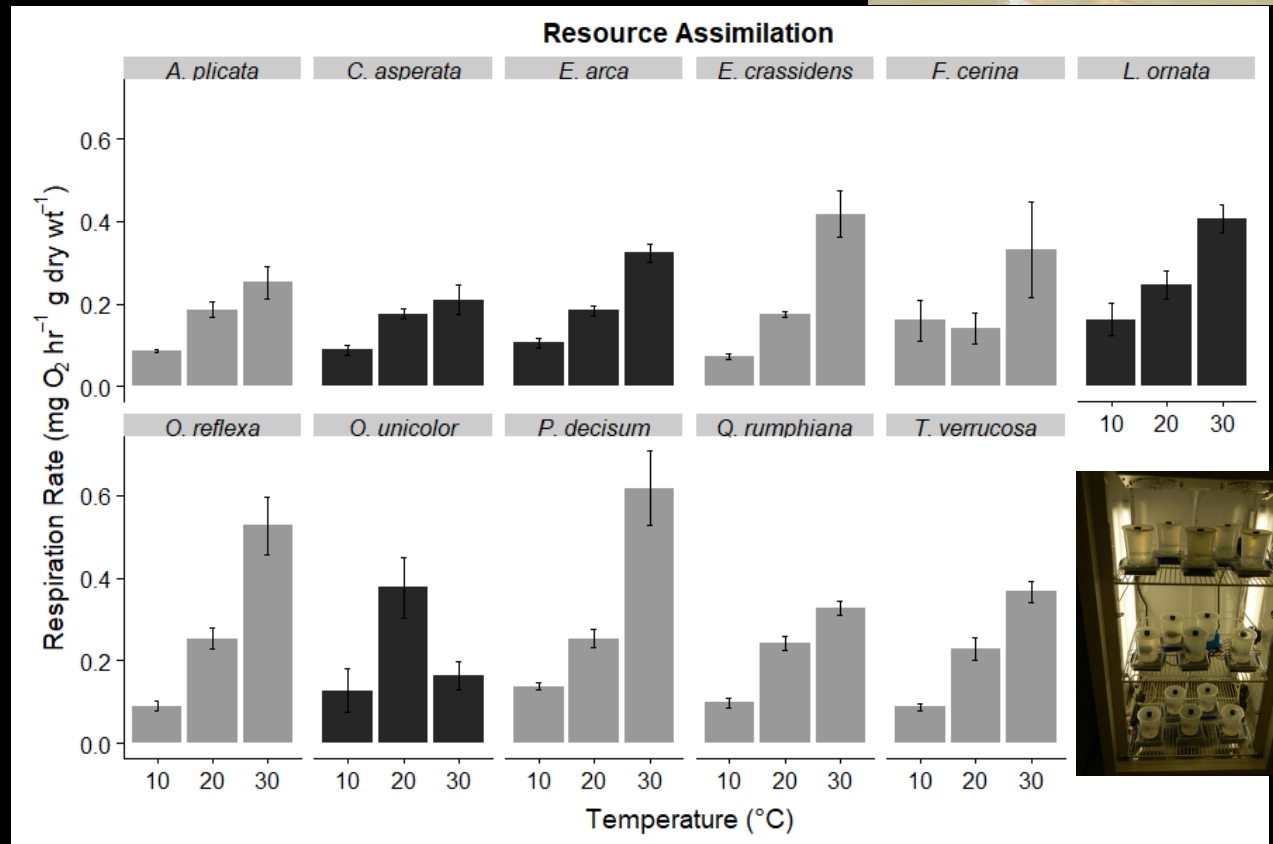 Resource Assimilation
A. plicata C. asperata E. arca E. crassidens F. cerina L. ornata
0.6
0.4
0.2
0.0
10 20 30
O. reflexa O. unicolor P. decisum Q. rumphiana T. verrucosa
0.6
0.4
0.2
0.0
10 20 30 10 20 30 10 20 30 10 20 30 10 20 30
Temperature (°C)
Respiration Rate (mg O₂ hr⁻¹ g dry wt⁻¹)